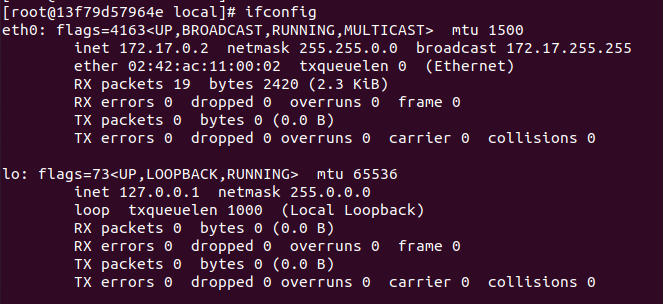 [root@13f79d57964e local]# ifconfig
eth0: flags=4163<UP,BROADCAST,RUNNING,MULTICAST>  mtu 1500
        inet 172.17.0.2  netmask 255.255.0.0  broadcast 172.17.255.255
        ether 02:42:ac:11:00:02  txqueuelen 0  (Ethernet)
        RX packets 19  bytes 2420 (2.3 KiB)
        RX errors 0  dropped 0  overruns 0  frame 0
        TX packets 0  bytes 0 (0.0 B)
        TX errors 0  dropped 0 overruns 0  carrier 0  collisions 0

lo: flags=73<UP,LOOPBACK,RUNNING>  mtu 65536
        inet 127.0.0.1  netmask 255.0.0.0
        loop  txqueuelen 1000  (Local Loopback)
        RX packets 0  bytes 0 (0.0 B)
        RX errors 0  dropped 0  overruns 0  frame 0
        TX packets 0  bytes 0 (0.0 B)
        TX errors 0  dropped 0 overruns 0  carrier 0  collisions 0